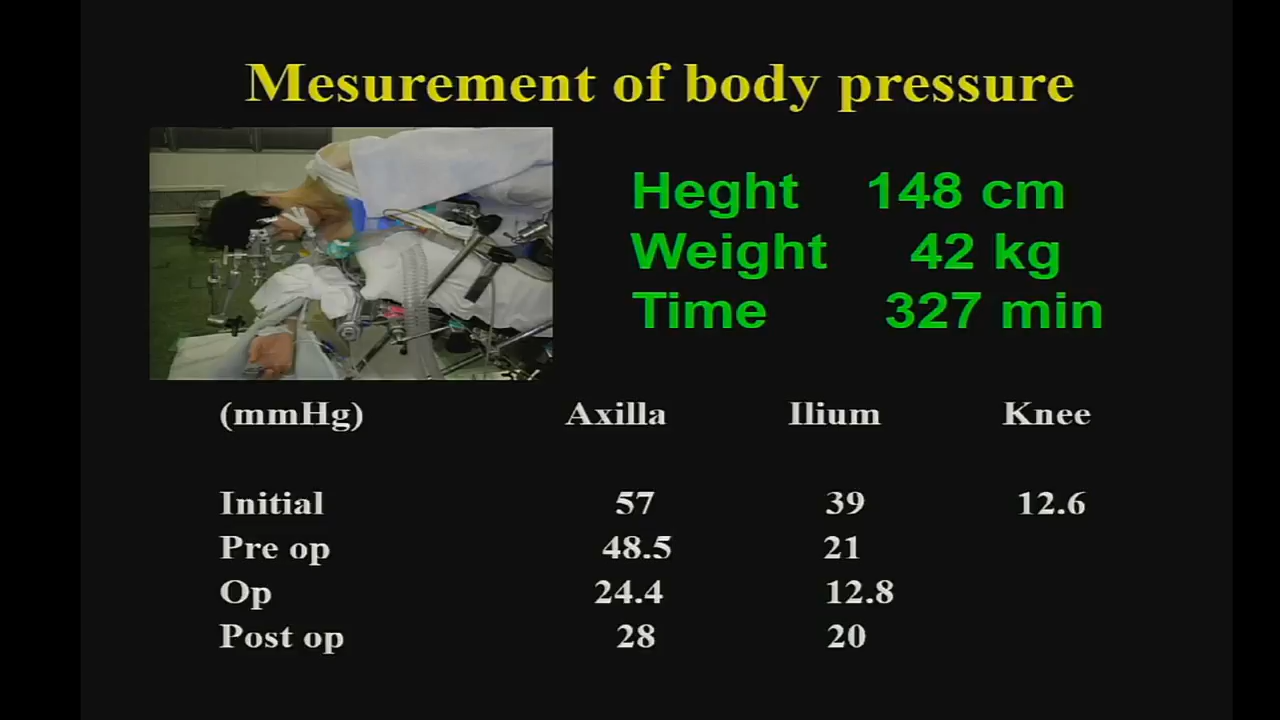 Mesurement of body pressure
Heght 148 cm
Weight 42 kg
Time 327 min
(mmHg) Axilla Ilium Knee
Initial 57 39 12.6
Pre op 48.5 21
Op 24.4 12.8
Post op 28 20